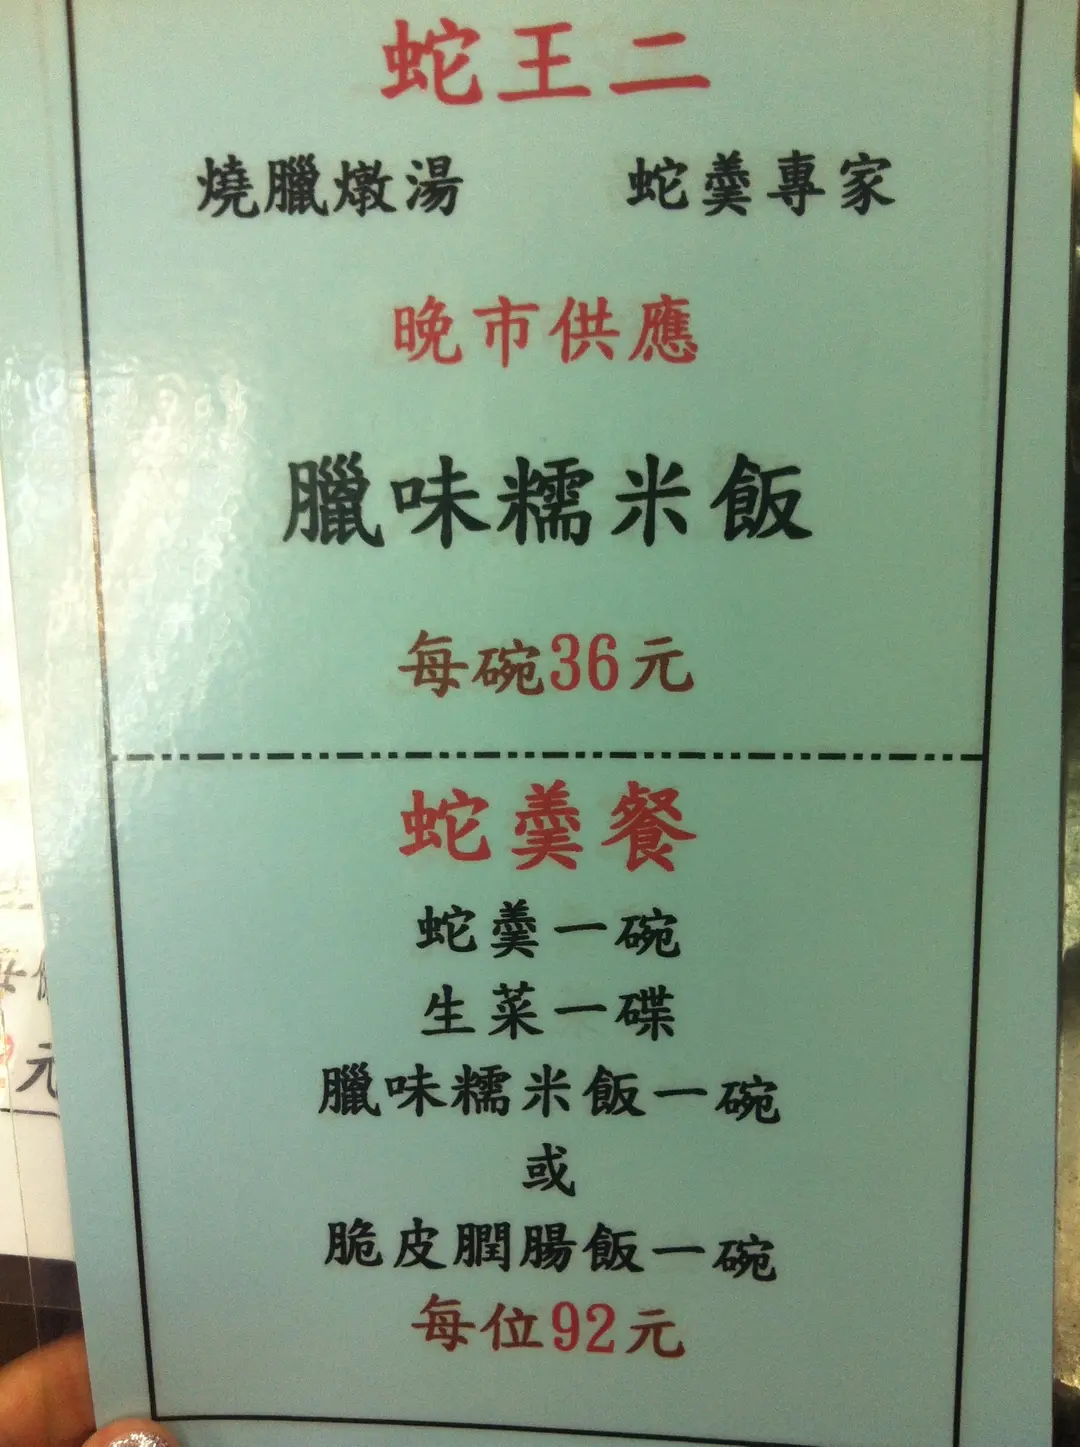 蛇王二
燒臘燉湯 蛇羹專家
晚市供應
臘味糯米飯
每碗36元
蛇羹餐
蛇羹一碗
生菜一碟
臘味糯米飯一碗
或
脆皮膶腸飯一碗
每位92元
元